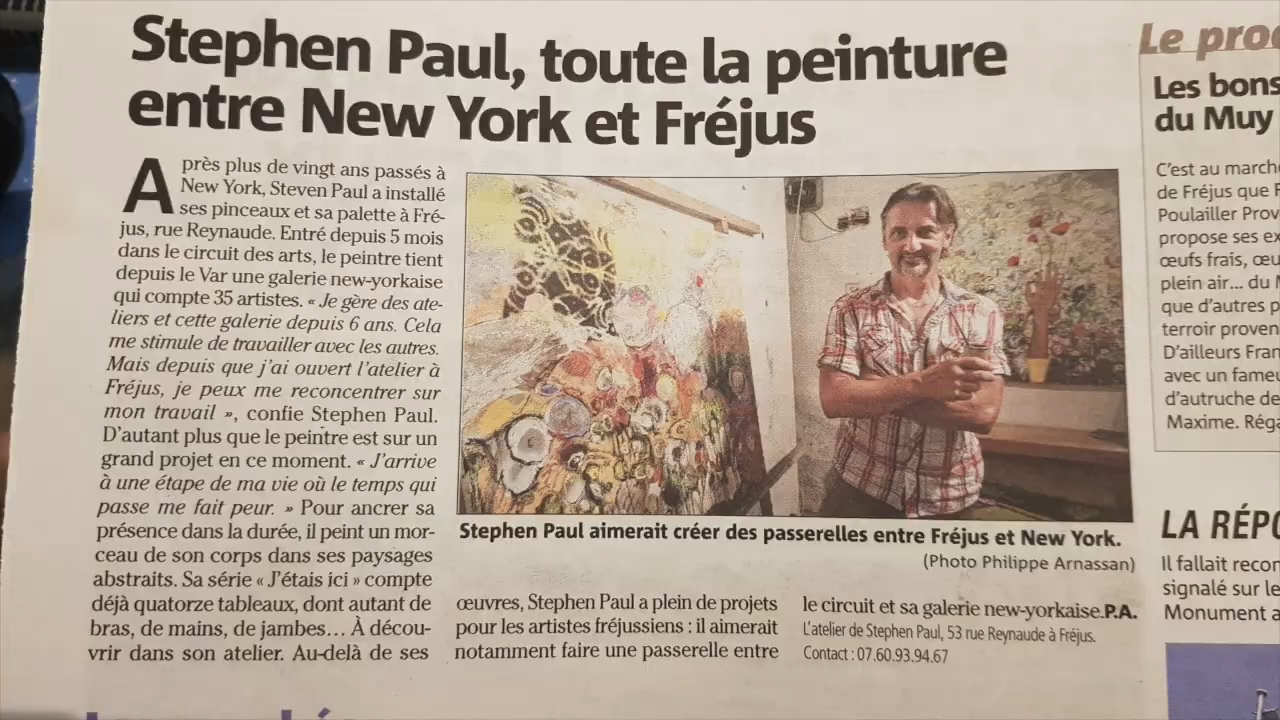 Stephen Paul, toute la peinture
entre New York et Fréjus
Après plus de vingt ans passés à
New York, Steven Paul a installé
ses pinceaux et sa palette à Fré-
jus, rue Reynaude. Entré depuis 5 mois
dans le circuit des arts, le peintre tient
depuis le Var une galerie new-yorkaise
qui compte 35 artistes. « Je gère des ate-
liers et cette galerie depuis 6 ans. Cela
me stimule de travailler avec les autres.
Mais depuis que j'ai ouvert l'atelier à
Fréjus, je peux me reconcentrer sur
mon travail », confie Stephen Paul.
D'autant plus que le peintre est sur un
grand projet en ce moment. « J'arrive
à une étape de ma vie où le temps qui
passe me fait peur. » Pour ancrer sa
présence dans la durée, il peint un mor-
ceau de son corps dans ses paysages
abstraits. Sa série « J'étais ici » compte
déjà quatorze tableaux, dont autant de
bras, de mains, de jambes... À décou-
vrir dans son atelier. Au-delà de ses
Stephen Paul aimerait créer des passerelles entre Fréjus et New York.
(Photo Philippe Arnassan)
œuvres, Stephen Paul a plein de projets
pour les artistes fréjussiens : il aimerait
notamment faire une passerelle entre
le circuit et sa galerie new-yorkaise.P.A.
L'atelier de Stephen Paul, 53 rue Reynaude à Fréjus.
Contact : 07.60.93.94.67
Le
Les bons
du Muy
C'est au
de Fréjus que
Poulailler
propose ses
œufs frais,
plein air... du
que d'autres
terroir
D'ailleurs
avec un
d'autruche de
Maxime.
LA
Il fallait
signalé sur
Monument